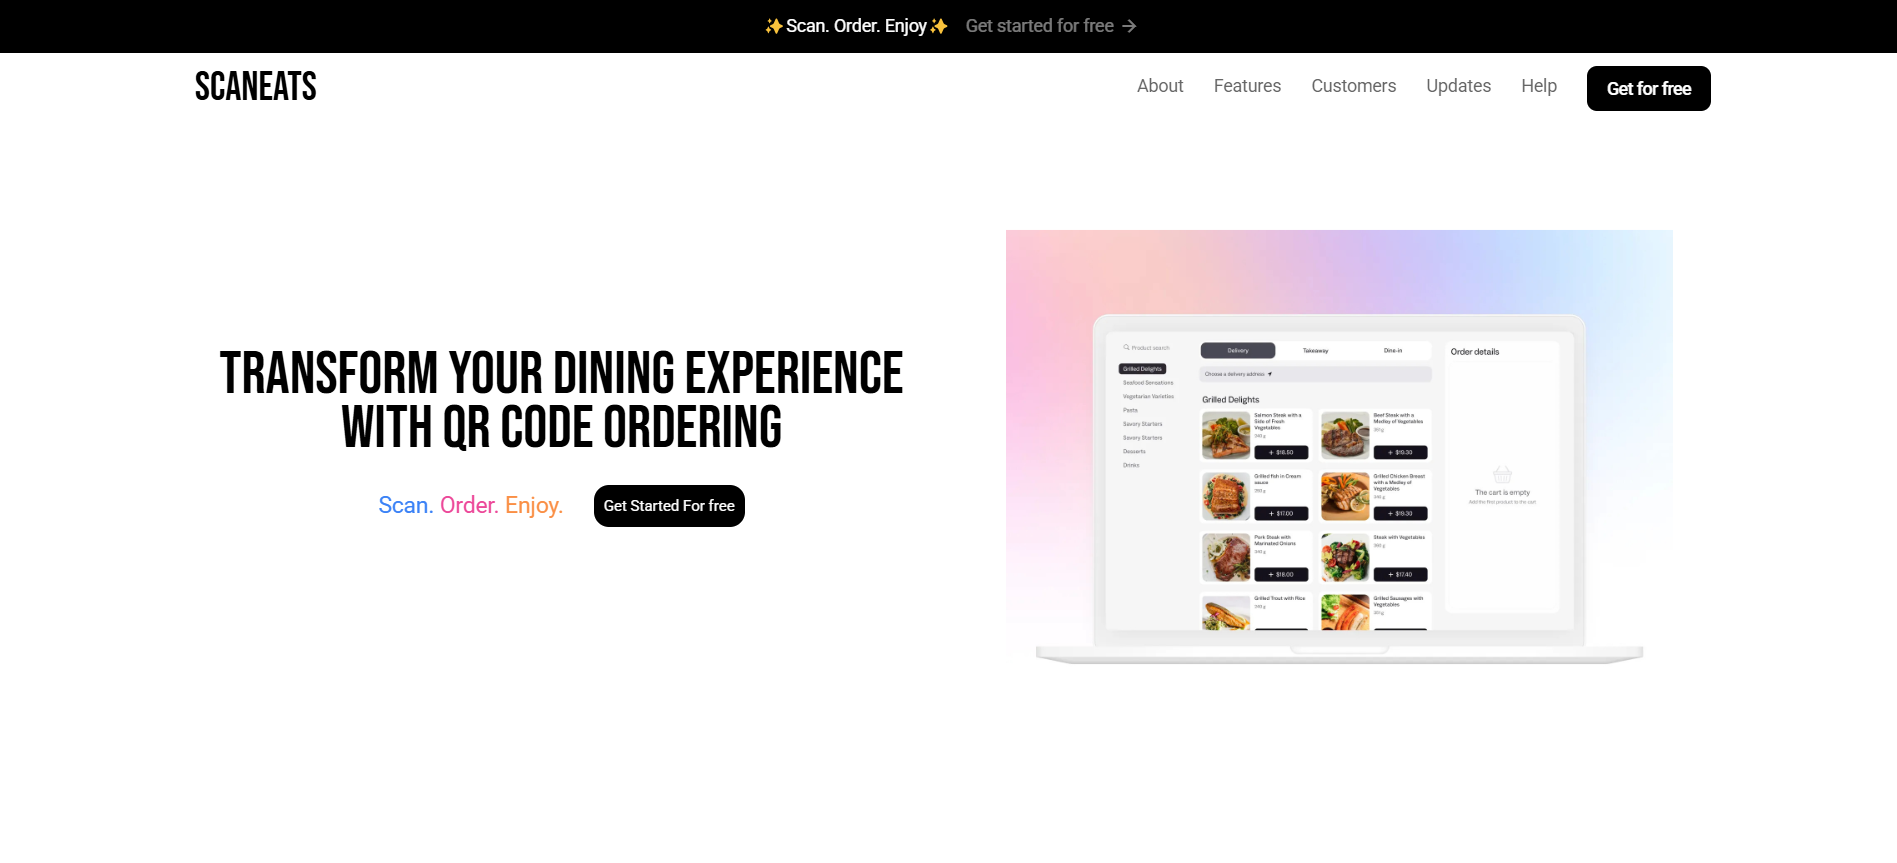 ✨Scan. Order. Enjoy✨ Get started for free →
SCANEATS
About
Features
Customers
Updates
Help
Get for free
TRANSFORM YOUR DINING EXPERIENCE
WITH QR CODE ORDERING
Scan. Order. Enjoy.
Get Started For free
Product search
Grilled Delights
Seafood Sensations
Vegetarian Varieties
Pasta
Savory Starters
Savory Starters
Desserts
Drinks
Delivery
Takeaway
Dine-in
Choose a delivery address
Grilled Delights
Salmon Steak with a
Side of Fresh
Vegetables
+ $18.50
Beef Steak with a
Medley of Vegetables
+ $19.30
Grilled fish in Cream
sauce
+ $17.00
Grilled Chicken Breast
with a Medley of
Vegetables
+ $19.30
Pork Steak with
Marinated Onions
+ $18.00
Steak with Vegetables
+ $17.40
Grilled Trout with Rice
Grilled Sausages with
Vegetables
Order details
The cart is empty
Add the first product to the cart